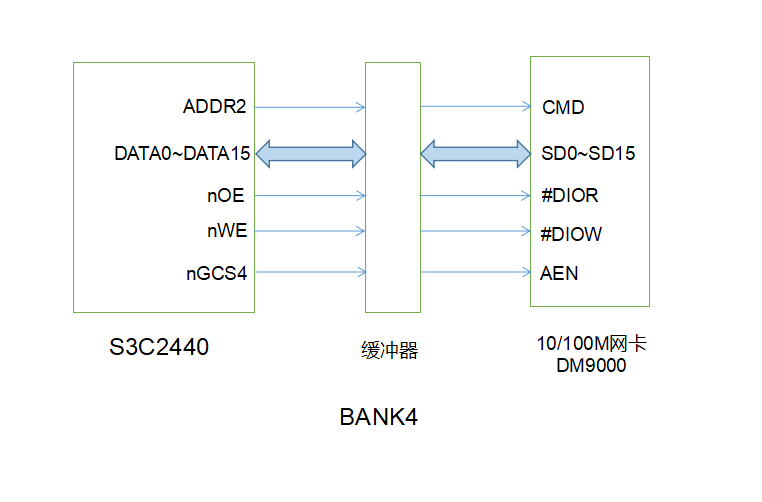 ADDR2 CMD
DATA0~DATA15 SD0~SD15
nOE #DIOR
nWE #DIOW
nGCS4 AEN
S3C2440 缓冲器 10/100M网卡
DM9000
BANK4